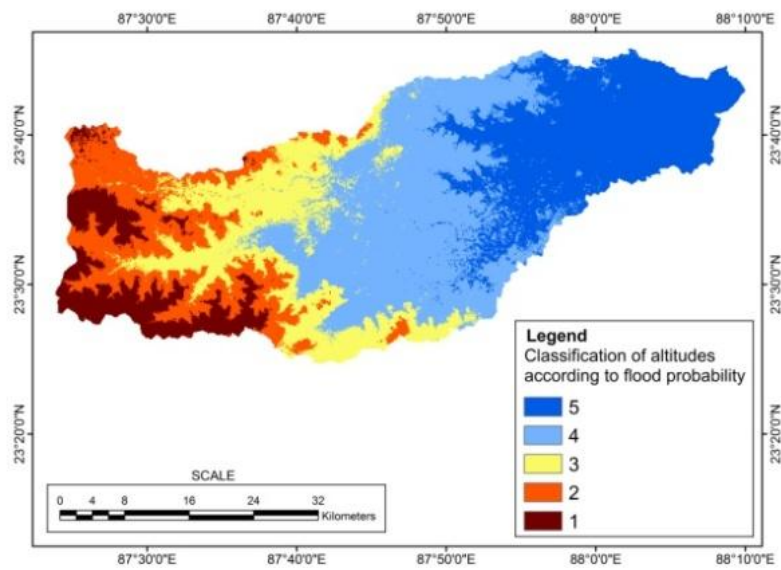 87°30'0"E 87°40'0"E 87°50'0"E 88°0'0"E 88°10'0"E
23°40'0"N 23°40'0"N
23°30'0"N 23°30'0"N
23°20'0"N 23°20'0"N
Legend
Classification of altitudes
according to flood probability
5
4
3
2
1
SCALE
0 4 8 16 24 32
Kilometers
87°30'0"E 87°40'0"E 87°50'0"E 88°0'0"E 88°10'0"E